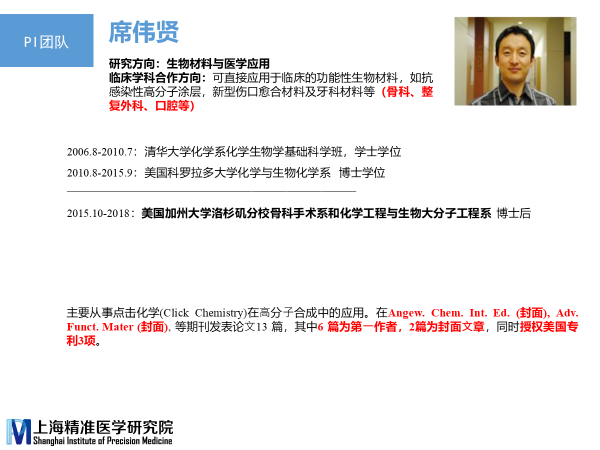 PI团队
席伟贤
研究方向：生物材料与医学应用
临床学科合作方向：可直接应用于临床的功能性生物材料，如抗
感染性高分子涂层，新型伤口愈合材料及牙科材料等（骨科、整
复外科、口腔等）
2006.8-2010.7：清华大学化学系化学生物学基础科学班，学士学位
2010.8-2015.9：美国科罗拉多大学化学与生物化学系 博士学位
2015.10-2018：美国加州大学洛杉矶分校骨科手术系和化学工程与生物大分子工程系 博士后
主要从事点击化学(Click Chemistry)在高分子合成中的应用。在Angew. Chem. Int. Ed. (封面), Adv.
Funct. Mater (封面), 等期刊发表论文13 篇，其中6 篇为第一作者，2篇为封面文章，同时授权美国专
利3项。
上海精准医学研究院
Shanghai Institute of Precision Medicine